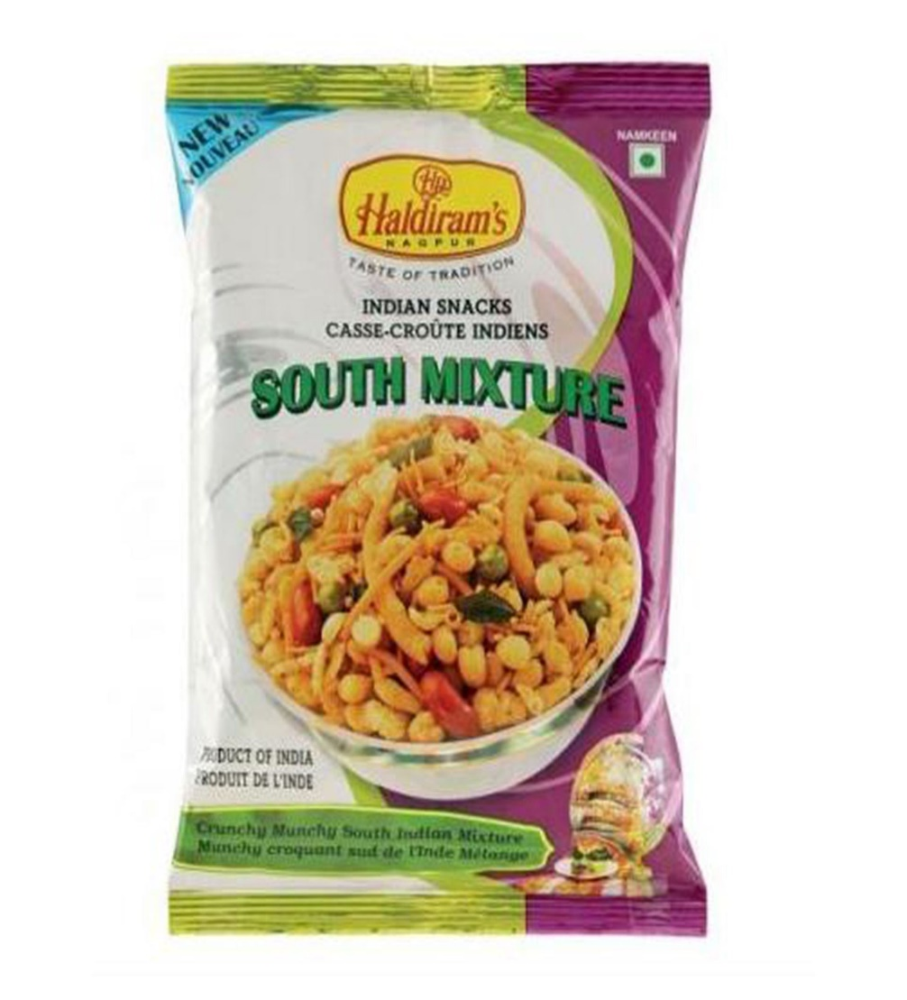 NEW
NOUVEAU
NAMKEEN
Hr
Haldiram's
NAGPUR
TASTE OF TRADITION
INDIAN SNACKS
CASSE-CROÛTE INDIENS
SOUTH MIXTURE
PRODUCT OF INDIA
PRODUIT DE L'INDE
Crunchy Munchy South Indian Mixture
Munchy croquant sud de l'Inde Mélange